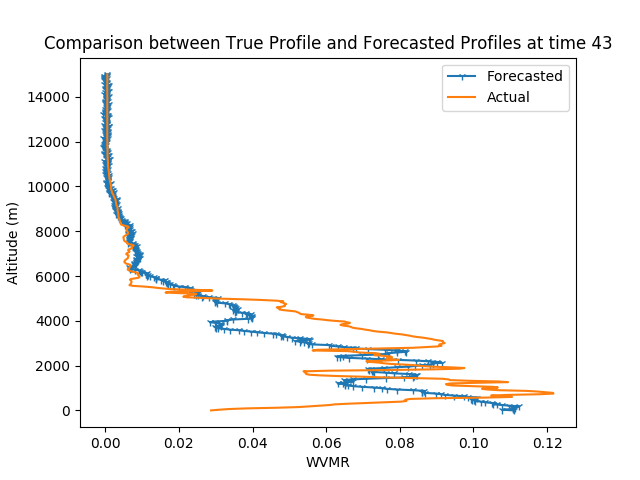 Comparison between True Profile and Forecasted Profiles at time 43
Forecasted
Actual
14000
12000
10000
8000
6000
4000
2000
0
Altitude (m)
0.00 0.02 0.04 0.06 0.08 0.10 0.12
WVMR